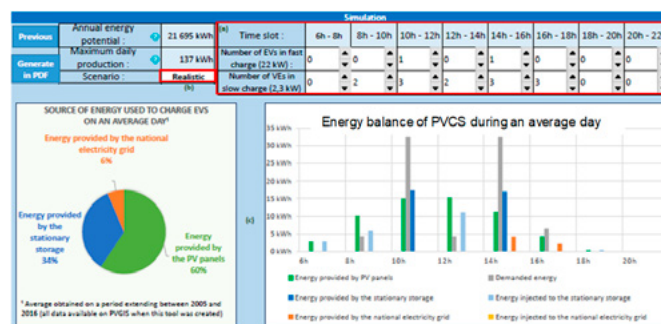 Simulation
Previous
Annual energy potential :
?
21 695 kWh
Generate in PDF
Maximum daily production :
?
137 kWh
Scenario :
Realistic
(b)
(a)
Time slot :
6h - 8h
8h - 10h
10h - 12h
12h - 14h
14h - 16h
16h - 18h
18h - 20h
20h - 22
Number of EVs in fast charge (22 kW)
0
0
1
0
1
0
0
0
Number of VEs in slow charge (2,3 kW)
0
2
3
2
3
3
0
0
SOURCE OF ENERGY USED TO CHARGE EVS
ON AN AVERAGE DAY¹
Energy provided by the national
electricity grid
6%
Energy provided
by the
stationary
storage
34%
Energy
provided by
the PV panels
60%
¹ Average obtained on a period extending between 2005 and
2016 (all data available on PVGIS when this tool was created)
(c)
Energy balance of PVCS during an average day
35 kWh
30 kWh
25 kWh
20 kWh
15 kWh
10 kWh
5 kWh
0 kWh
6h
8h
10h
12h
14h
16h
18h
20h
Energy provided by PV panels
Demanded energy
Energy provided by the stationary storage
Energy injected to the stationary storage
Energy provided by the national electricity grid
Energy injected to the national electricity grid